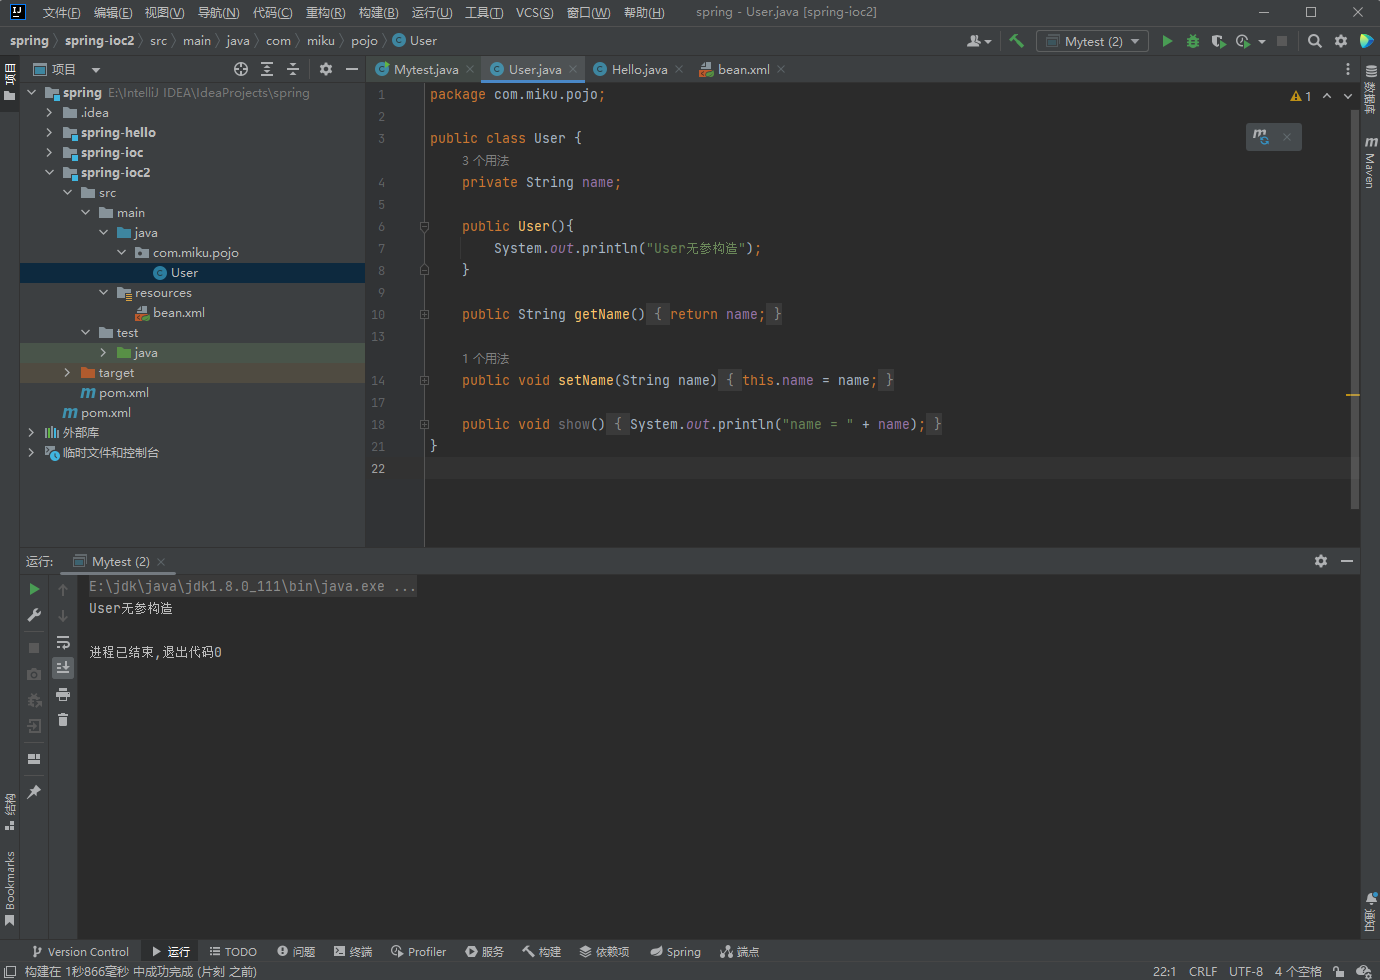 文件(F) 编辑(E) 视图(V) 导航(N) 代码(C) 重构(R) 构建(B) 运行(U) 工具(T) VCS(S) 窗口(W) 帮助(H) spring - User.java [spring-ioc2]
spring spring-ioc2 src main java com miku pojo User
Mytest (2)
项目
项目
Mytest.java User.java Hello.java bean.xml
spring E:\IntelliJ IDEA\IdeaProjects\spring
.idea
spring-hello
spring-ioc
spring-ioc2
src
main
java
com.miku.pojo
User
resources
bean.xml
test
java
target
pom.xml
pom.xml
外部库
临时文件和控制台
1 package com.miku.pojo;
2
3 public class User {
3 个用法
4 private String name;
5
6 public User(){
7 System.out.println("User无参构造");
8 }
9
10 public String getName() { return name; }
13
1 个用法
14 public void setName(String name) { this.name = name; }
17
18 public void show() { System.out.println("name = " + name); }
21 }
22
1
数据库
Maven
通知
运行: Mytest (2)
E:\jdk\java\jdk1.8.0_111\bin\java.exe ...
User无参构造
进程已结束,退出代码0
结构
Bookmarks
Version Control 运行 TODO 问题 终端 Profiler 服务 构建 依赖项 Spring 端点
构建在 1秒866毫秒 中成功完成 (片刻 之前) 22:1 CRLF UTF-8 4 个空格